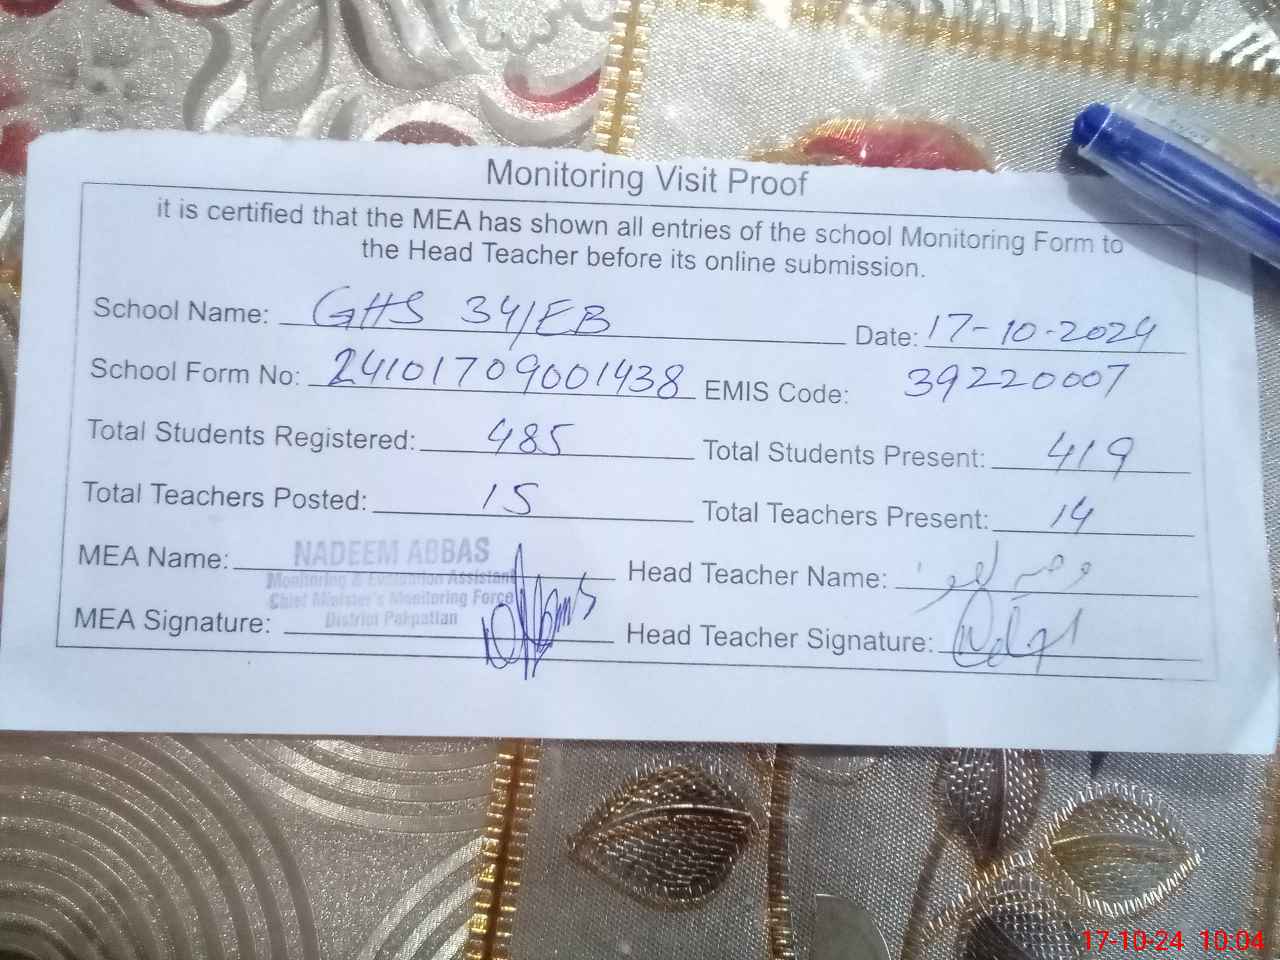 Monitoring Visit Proof
it is certified that the MEA has shown all entries of the school Monitoring Form to
the Head Teacher before its online submission.
School Name: GHS 34/EB Date: 17-10-2024
School Form No: 24101709001438 EMIS Code: 39220007
Total Students Registered: 485 Total Students Present: 419
Total Teachers Posted: 15 Total Teachers Present: 14
MEA Name: NADEEM ABBAS Head Teacher Name:
Monitoring & Evaluation Assistant
Chief Minister's Monitoring Force
District Pakpattan
MEA Signature: Head Teacher Signature:
17-10-24 10:04